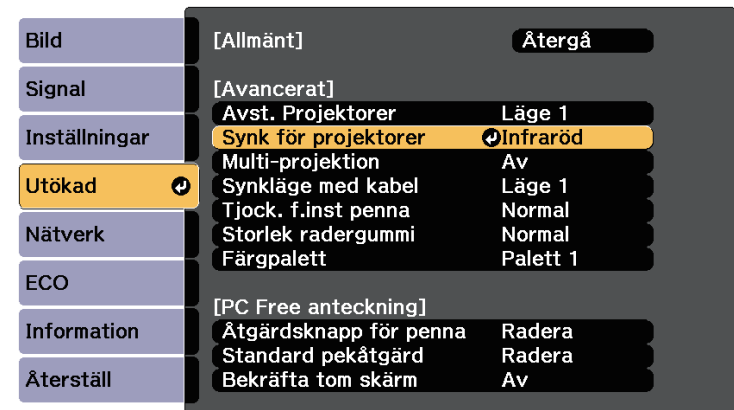 Bild
Signal
Inställningar
Utökad
Nätverk
ECO
Information
Återställ
[Allmänt] Återgå
[Avancerat]
Avst. Projektorer Läge 1
Synk för projektorer Infraröd
Multi-projektion Av
Synkläge med kabel Läge 1
Tjock. f.inst penna Normal
Storlek radergummi Normal
Färgpalett Palett 1
[PC Free anteckning]
Åtgärdsknapp för penna Radera
Standard pekåtgärd Radera
Bekräfta tom skärm Av